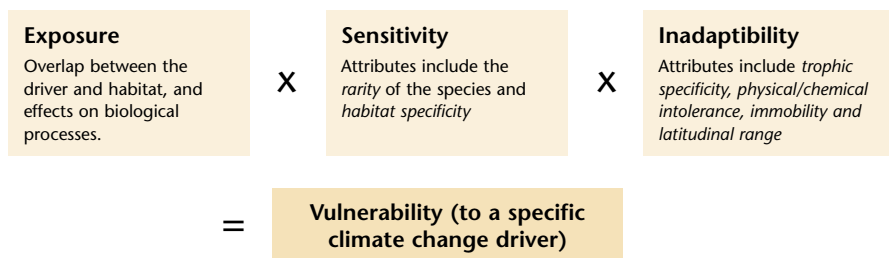 Exposure
Overlap between the
driver and habitat, and
effects on biological
processes.
x
Sensitivity
Attributes include the
rarity of the species and
habitat specificity
x
Inadaptibility
Attributes include trophic
specificity, physical/chemical
intolerance, immobility and
latitudinal range
=
Vulnerability (to a specific
climate change driver)